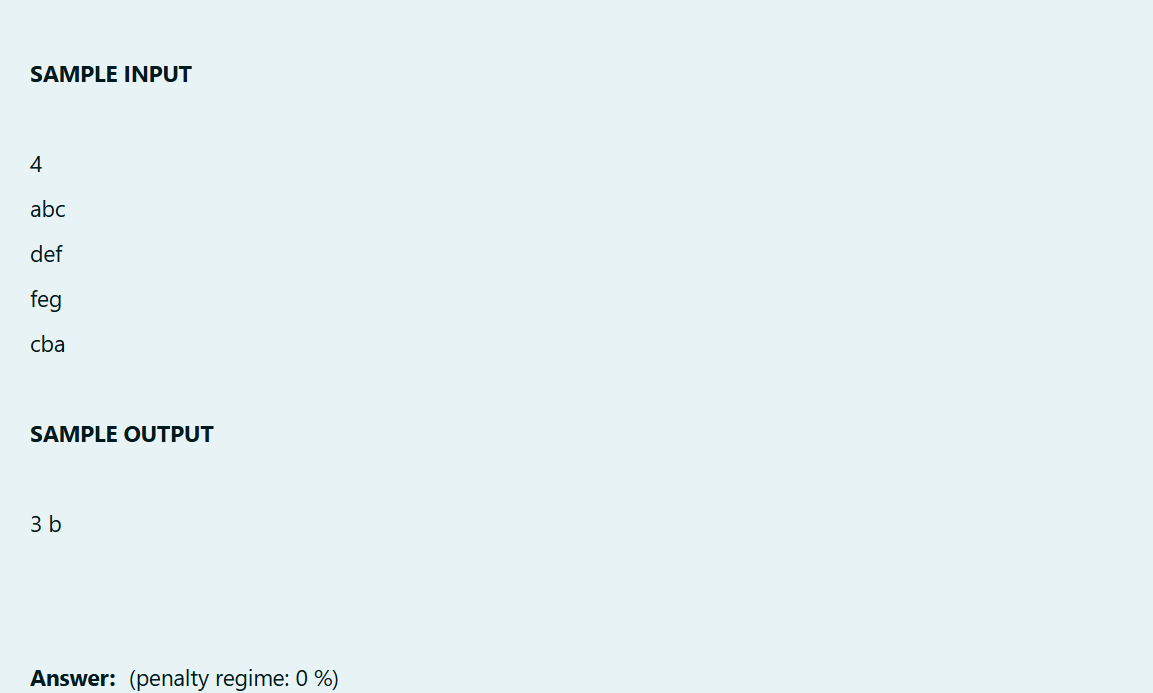 SAMPLE INPUT
4
abc
def
feg
cba
SAMPLE OUTPUT
3 b
Answer: (penalty regime: 0 %)